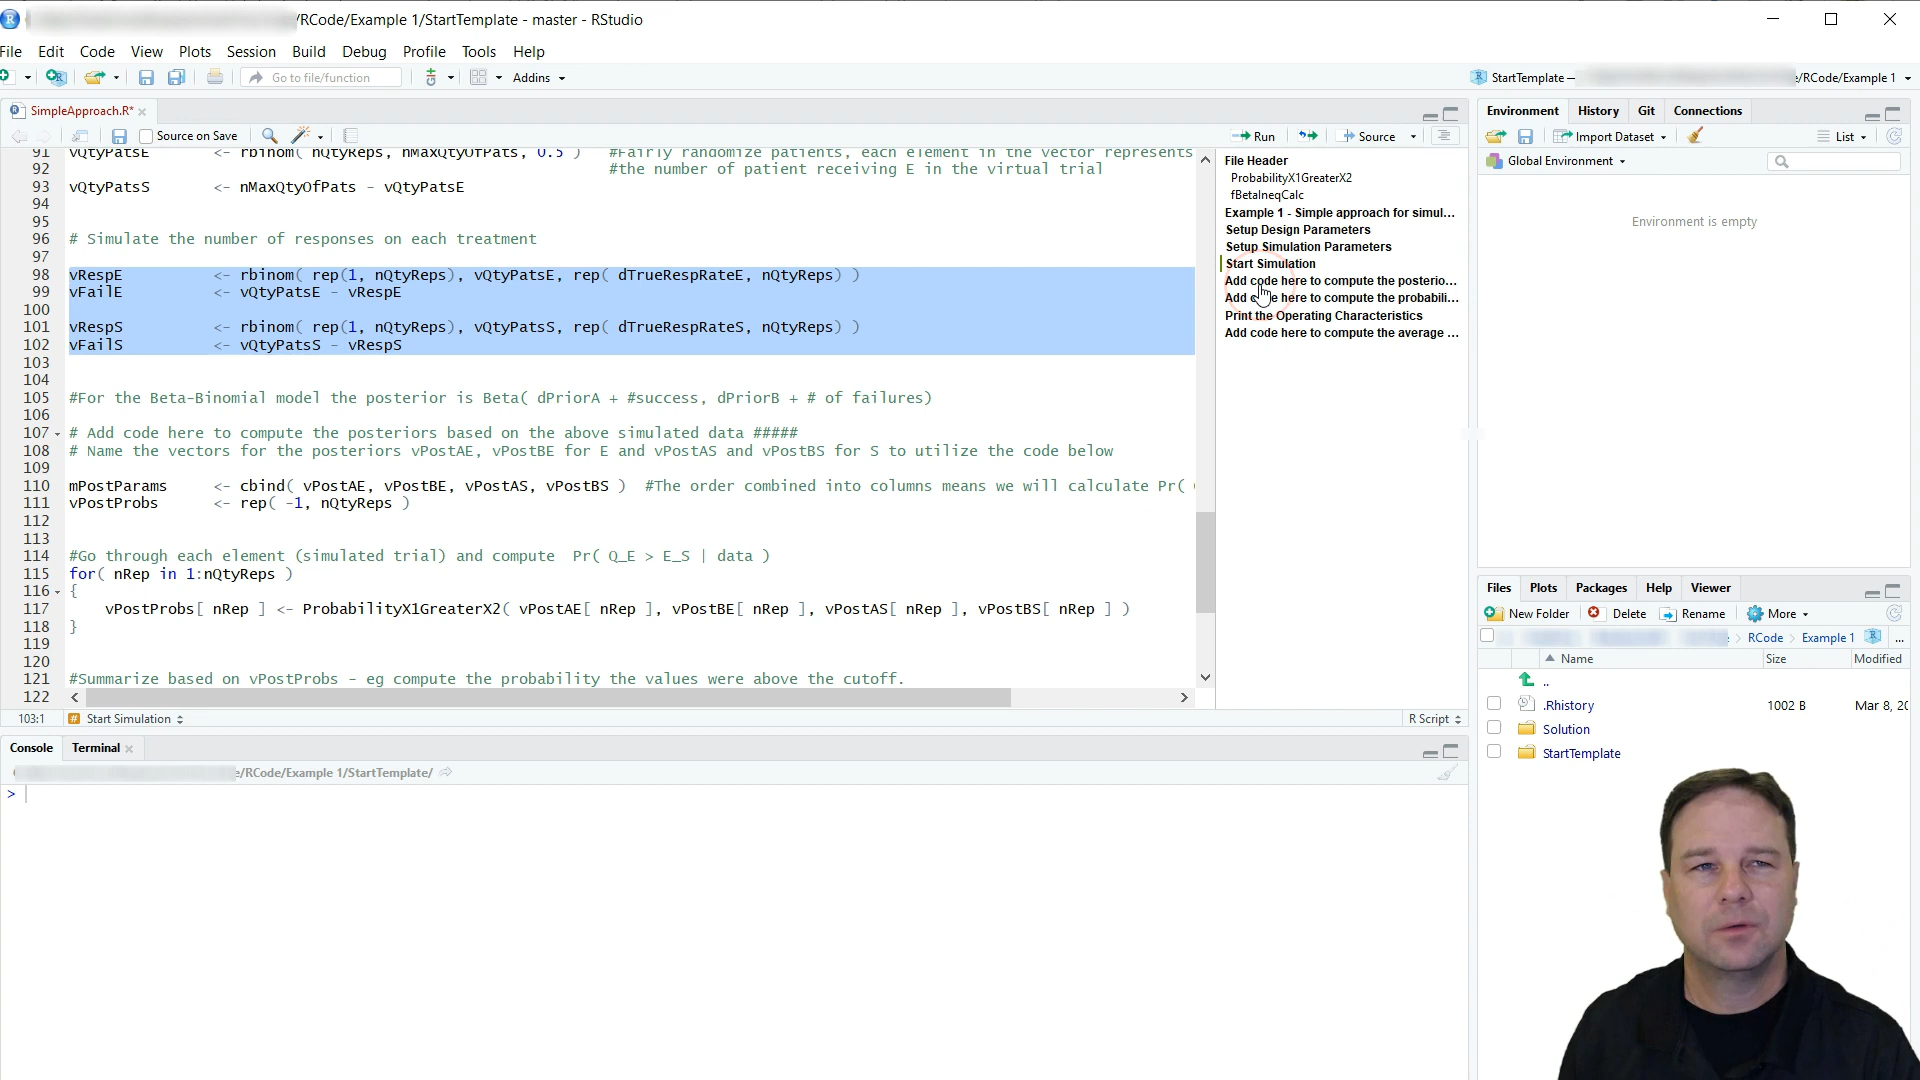 /RCode/Example 1/StartTemplate - master - RStudio
File Edit Code View Plots Session Build Debug Profile Tools Help
Go to file/function
Addins
StartTemplate —
/RCode/Example 1
SimpleApproach.R*
Source on Save
Run
Source
91 vQtyPatsE <- rbinom( nQtyReps, nMaxQtyOfPats, 0.5 ) #Fairly randomize patients, each element in the vector represents
92 #the number of patient receiving E in the virtual trial
93 vQtyPatsS <- nMaxQtyOfPats - vQtyPatsE
94
95
96 # Simulate the number of responses on each treatment
97
98 vRespE <- rbinom( rep(1, nQtyReps), vQtyPatsE, rep( dTrueRespRateE, nQtyReps) )
99 vFailE <- vQtyPatsE - vRespE
100
101 vRespS <- rbinom( rep(1, nQtyReps), vQtyPatsS, rep( dTrueRespRateS, nQtyReps) )
102 vFailS <- vQtyPatsS - vRespS
103
104
105 #For the Beta-Binomial model the posterior is Beta( dPriorA + #success, dPriorB + # of failures)
106
107 # Add code here to compute the posteriors based on the above simulated data #####
108 # Name the vectors for the posteriors vPostAE, vPostBE for E and vPostAS and vPostBS for S to utilize the code below
109
110 mPostParams <- cbind( vPostAE, vPostBE, vPostAS, vPostBS ) #The order combined into columns means we will calculate Pr(
111 vPostProbs <- rep( -1, nQtyReps )
112
113
114 #Go through each element (simulated trial) and compute Pr( Q_E > E_S | data )
115 for( nRep in 1:nQtyReps )
116 {
117 vPostProbs[ nRep ] <- ProbabilityX1GreaterX2( vPostAE[ nRep ], vPostBE[ nRep ], vPostAS[ nRep ], vPostBS[ nRep ] )
118 }
119
120
121 #Summarize based on vPostProbs - eg compute the probability the values were above the cutoff.
122
103:1 Start Simulation
R Script
File Header
ProbabilityX1GreaterX2
fBetaIneqCalc
Example 1 - Simple approach for simul...
Setup Design Parameters
Setup Simulation Parameters
Start Simulation
Add code here to compute the posterio...
Add code here to compute the probabili...
Print the Operating Characteristics
Add code here to compute the average ...
Console Terminal
/RCode/Example 1/StartTemplate/
>
Environment History Git Connections
Import Dataset
List
Global Environment
Environment is empty
Files Plots Packages Help Viewer
New Folder Delete Rename More
RCode > Example 1 ...
Name Size Modified
..
.Rhistory 1002 B Mar 8, 20
Solution
StartTemplate